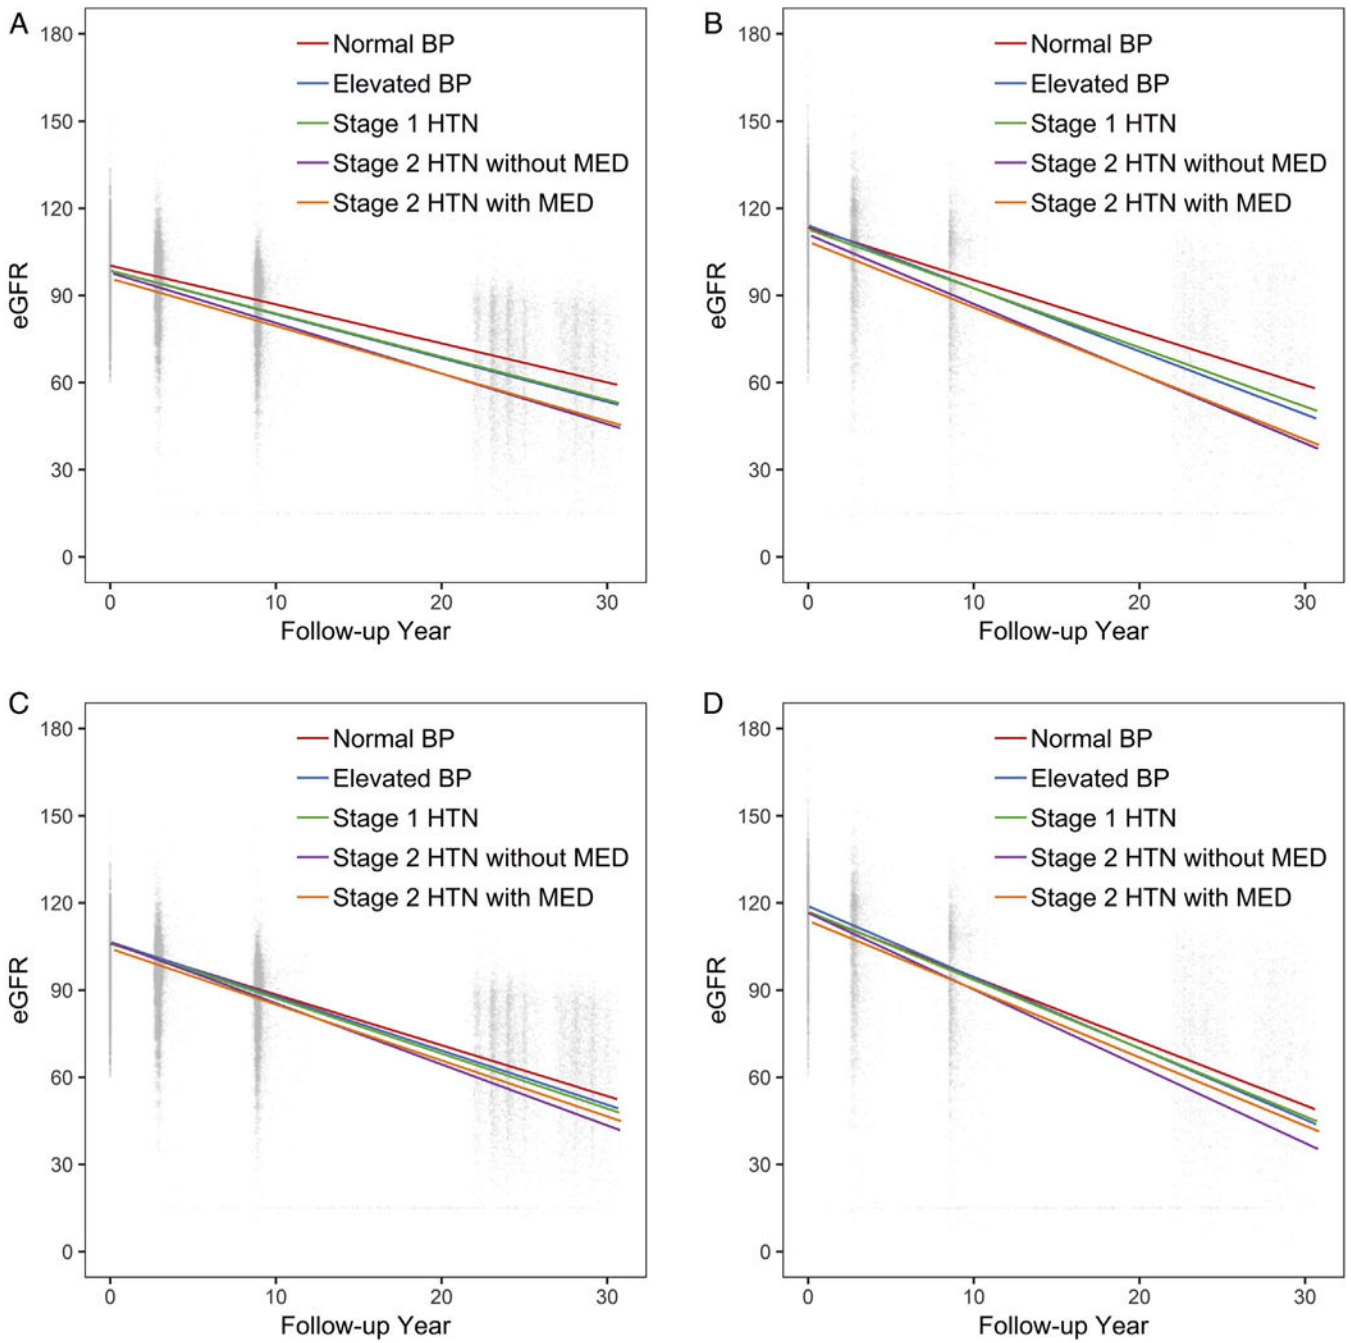 A
180
150
120
90
60
30
0
eGFR
Normal BP
Elevated BP
Stage 1 HTN
Stage 2 HTN without MED
Stage 2 HTN with MED
0 10 20 30
Follow-up Year
B
180
150
120
90
60
30
0
eGFR
Normal BP
Elevated BP
Stage 1 HTN
Stage 2 HTN without MED
Stage 2 HTN with MED
0 10 20 30
Follow-up Year
C
180
150
120
90
60
30
0
eGFR
Normal BP
Elevated BP
Stage 1 HTN
Stage 2 HTN without MED
Stage 2 HTN with MED
0 10 20 30
Follow-up Year
D
180
150
120
90
60
30
0
eGFR
Normal BP
Elevated BP
Stage 1 HTN
Stage 2 HTN without MED
Stage 2 HTN with MED
0 10 20 30
Follow-up Year